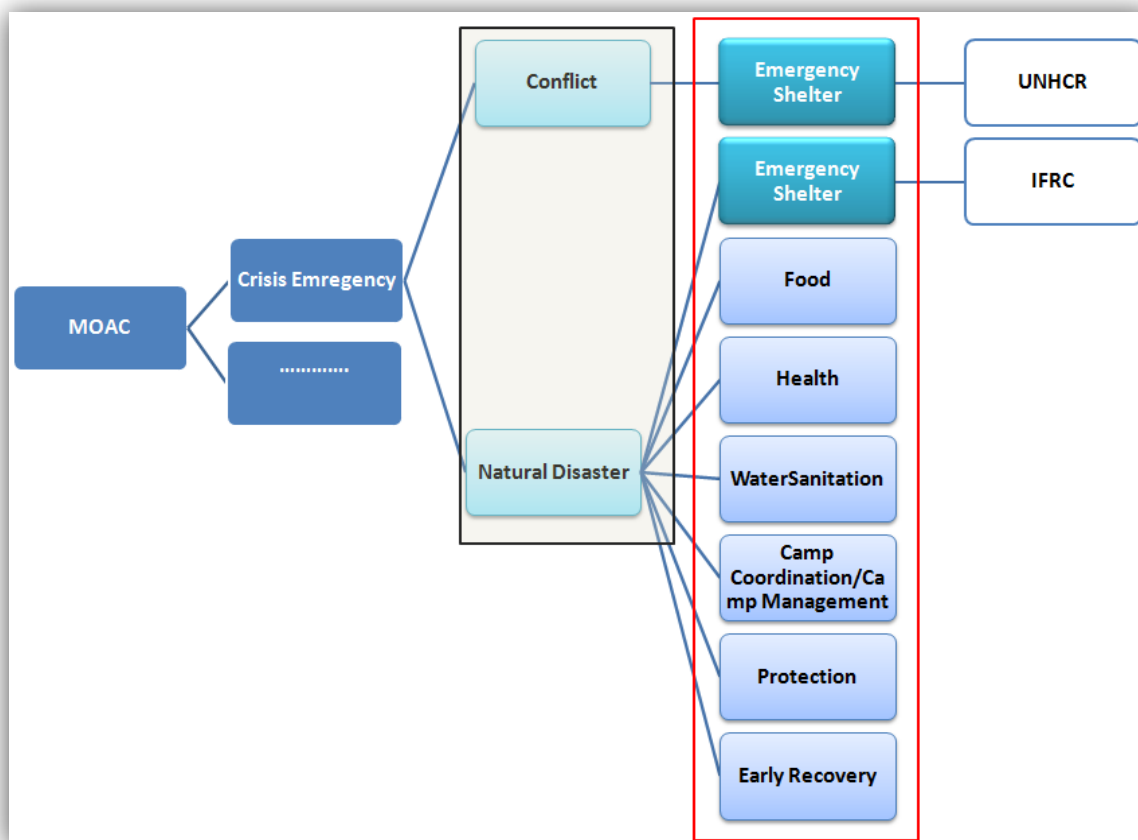 Conflict
Emergency
Shelter
UNHCR
Emergency
Shelter
IFRC
Crisis Emregency
Food
MOAC
.............
Health
Natural Disaster
WaterSanitation
Camp
Coordination/Ca
mp Management
Protection
Early Recovery